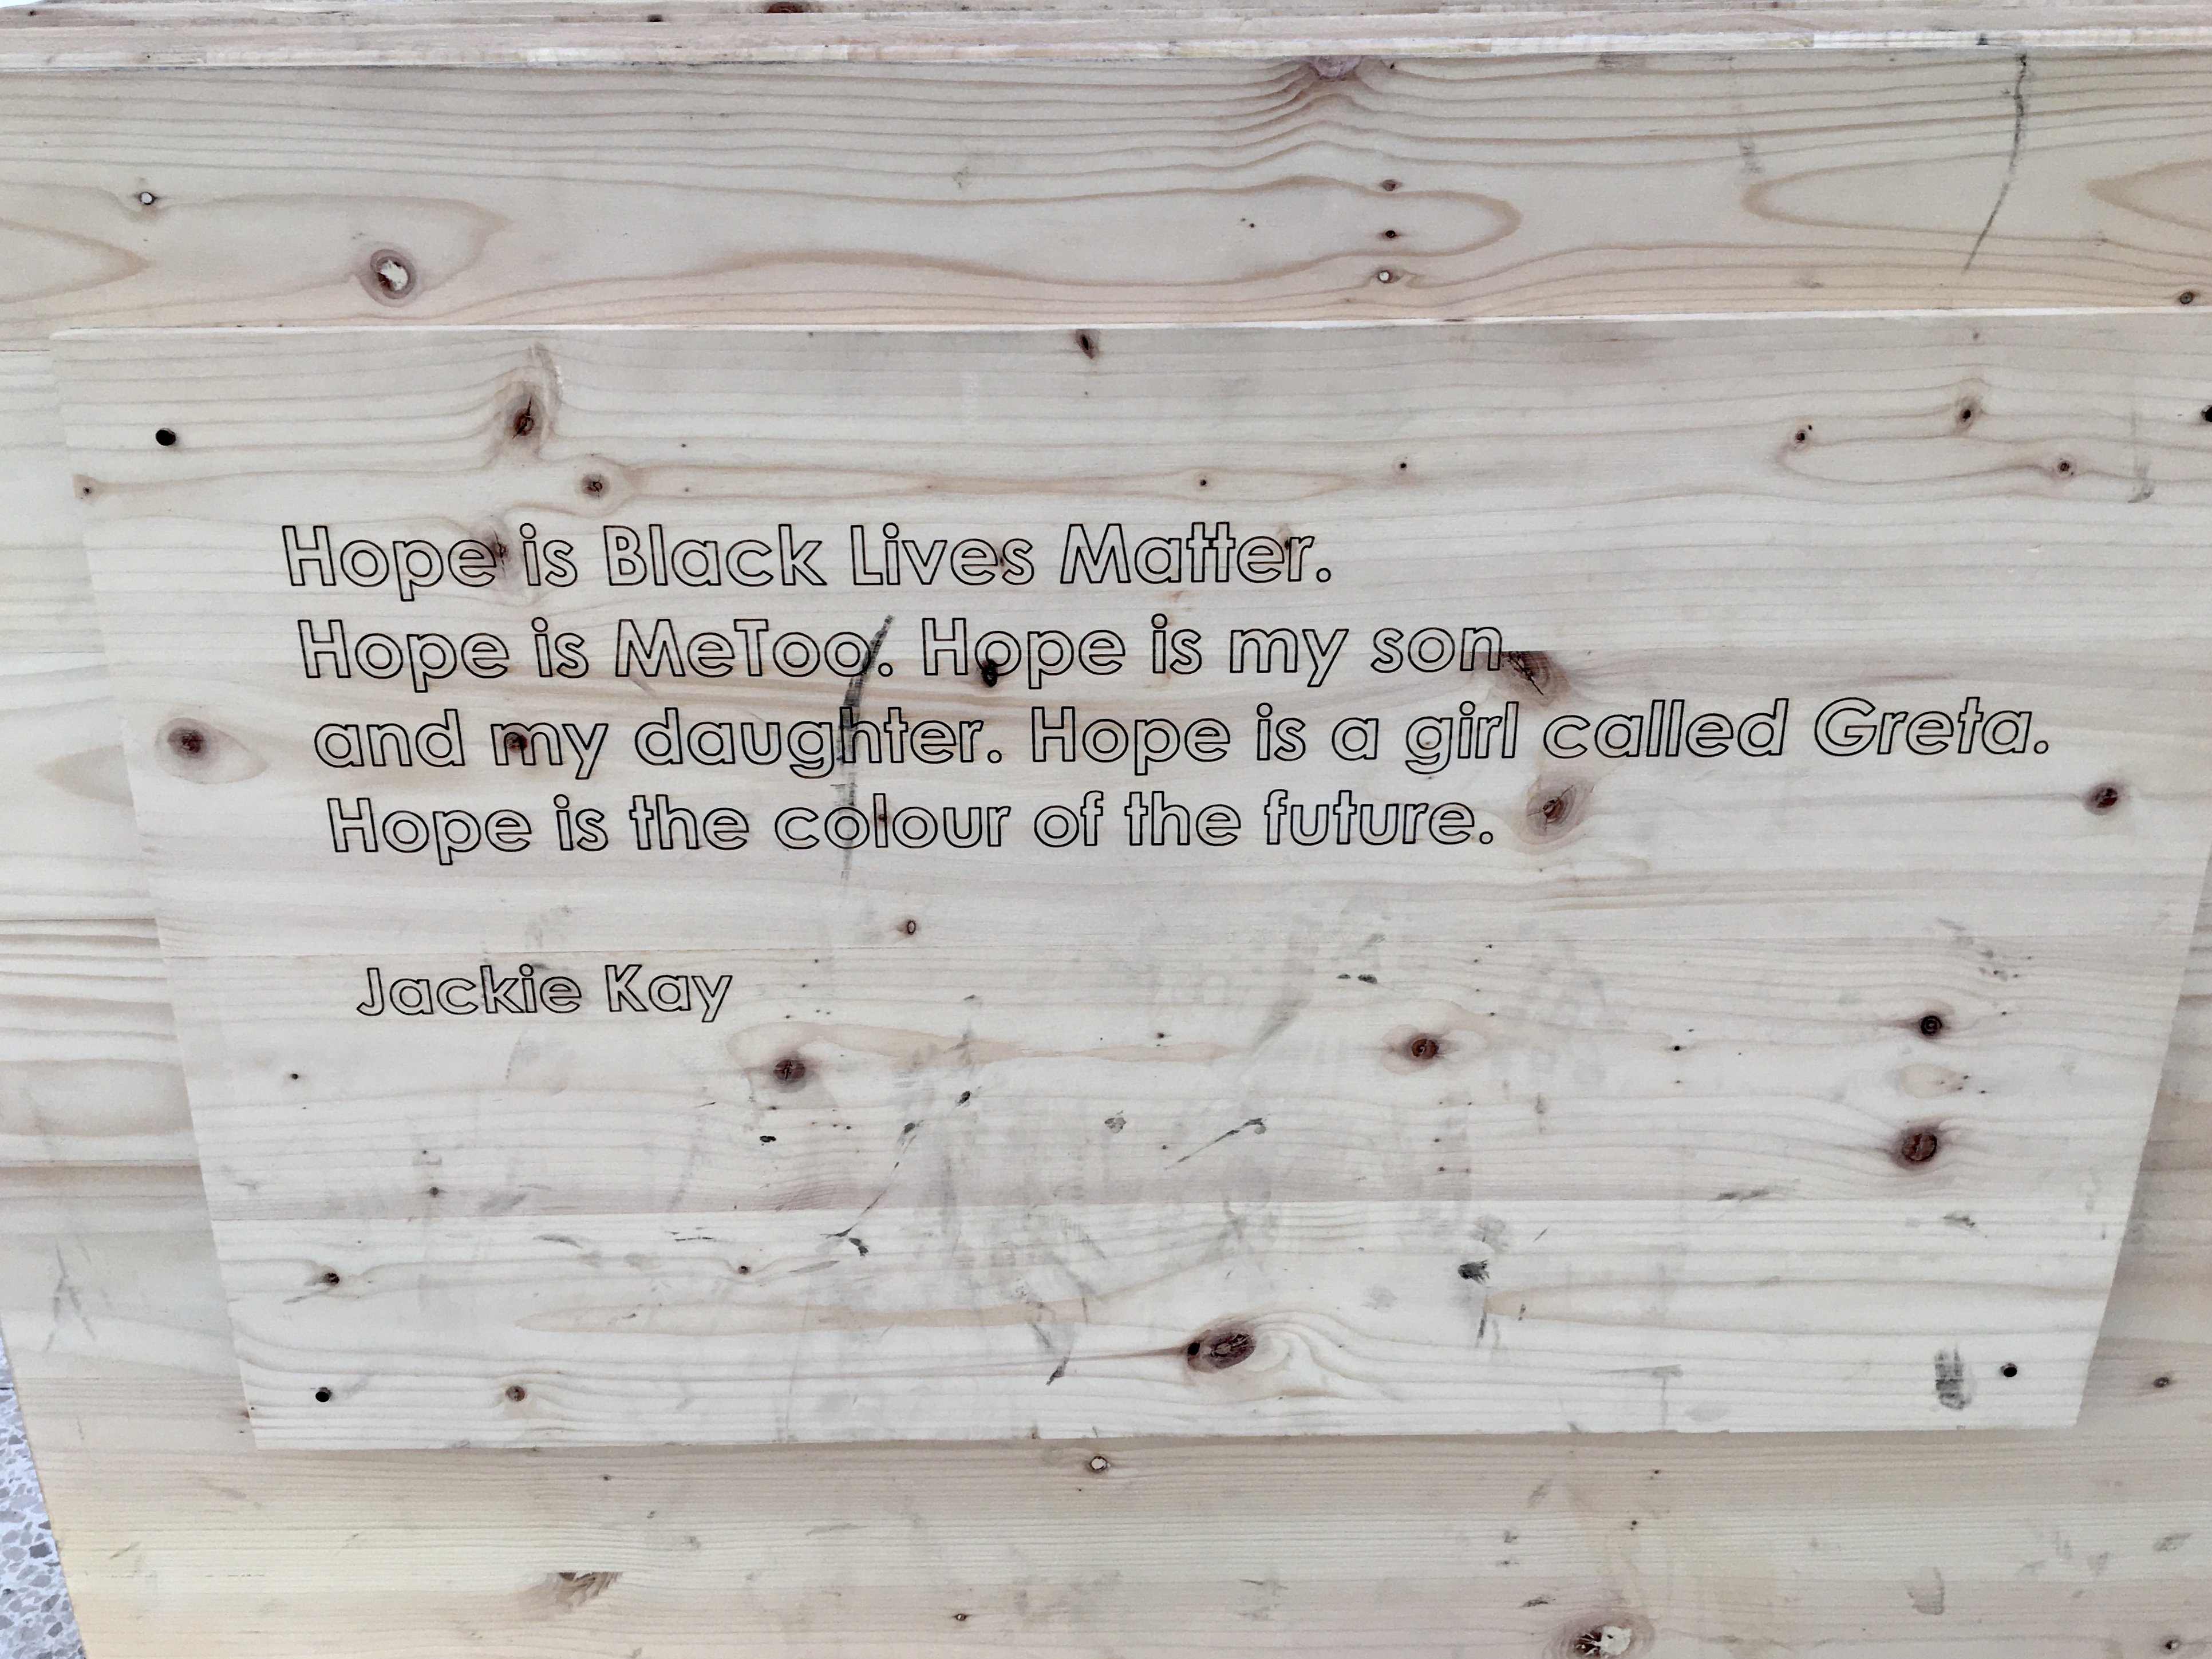 Hope is Black Lives Matter.
Hope is MeToo. Hope is my son
and my daughter. Hope is a girl called Greta.
Hope is the colour of the future.
Jackie Kay